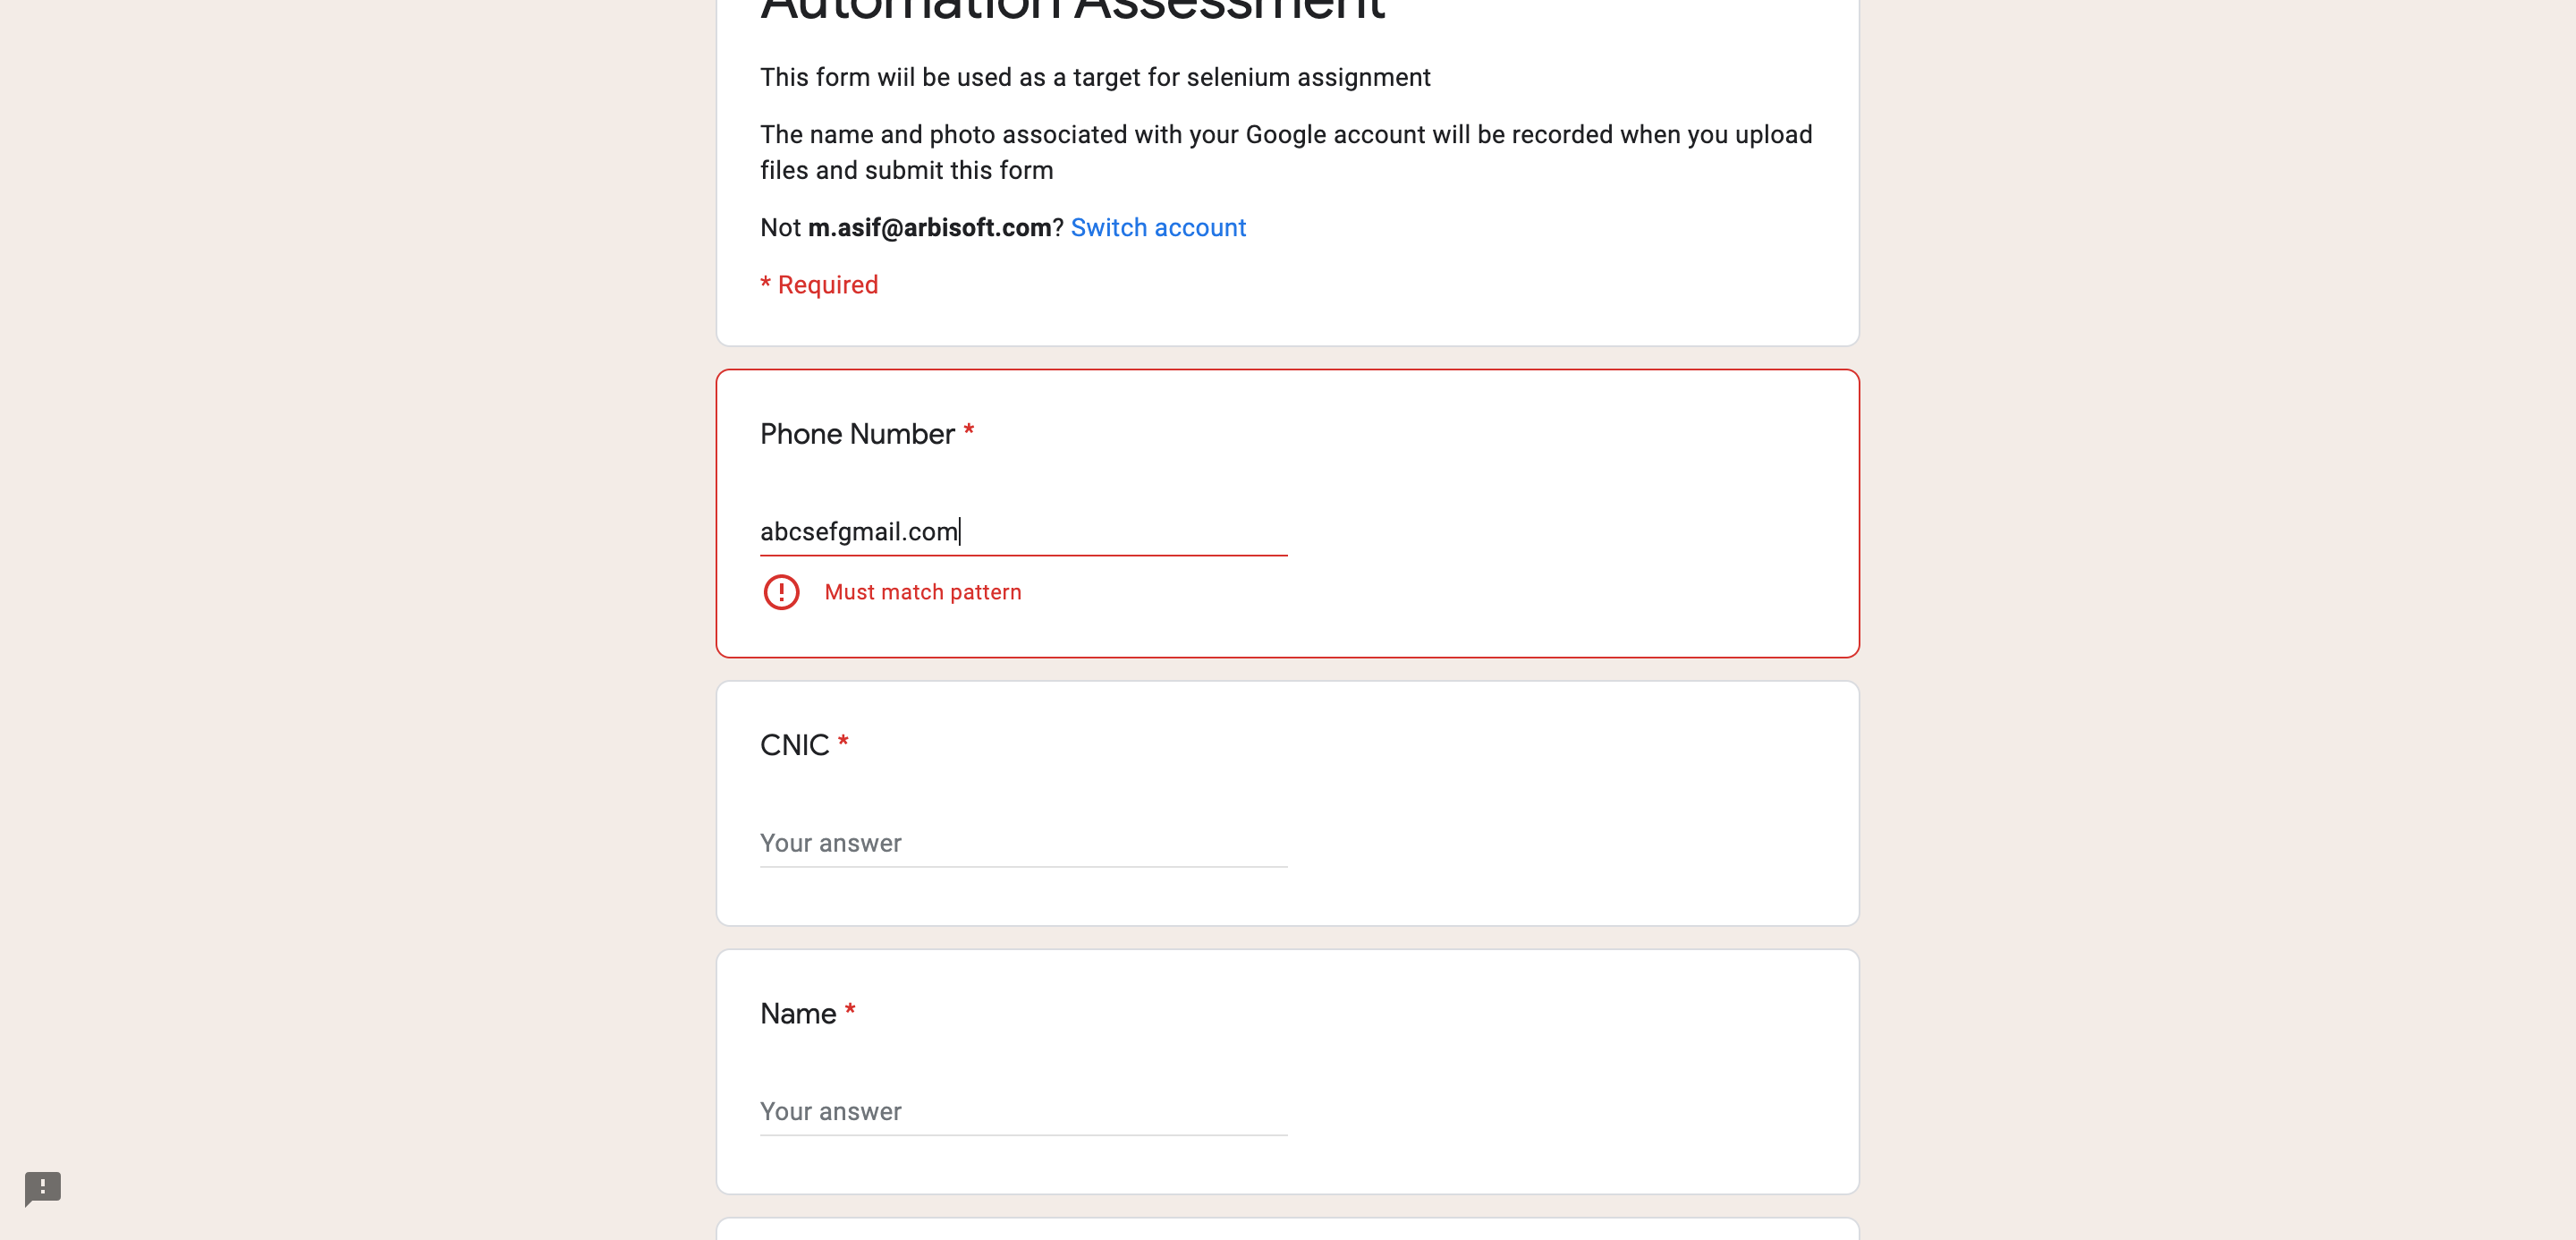 Automation Assessment
This form wiil be used as a target for selenium assignment
The name and photo associated with your Google account will be recorded when you upload
files and submit this form
Not m.asif@arbisoft.com? Switch account
* Required
Phone Number *
abcsefgmail.com
Must match pattern
CNIC *
Your answer
Name *
Your answer